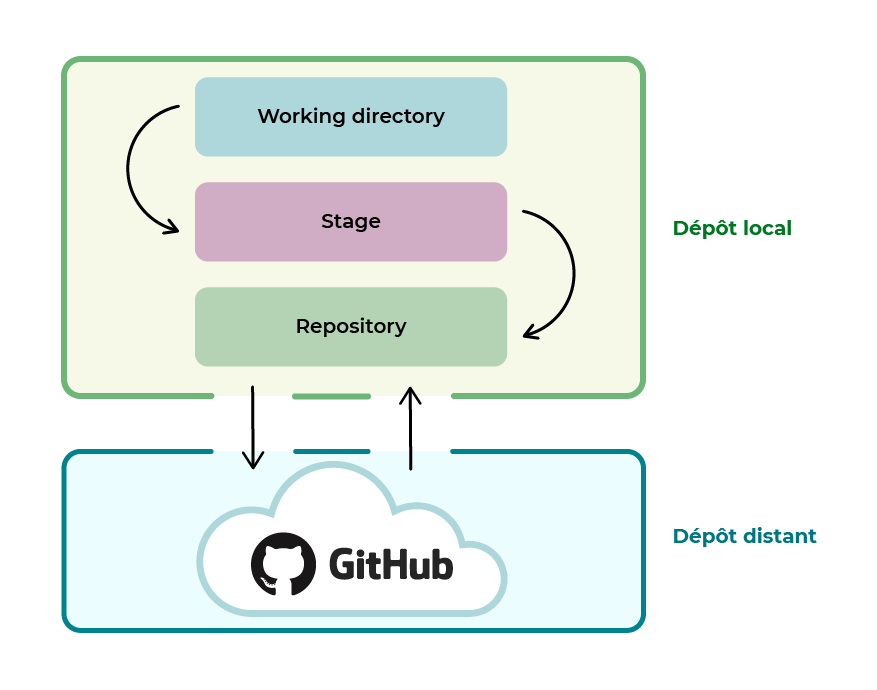 Working directory
Stage
Dépôt local
Repository
Dépôt distant
GitHub